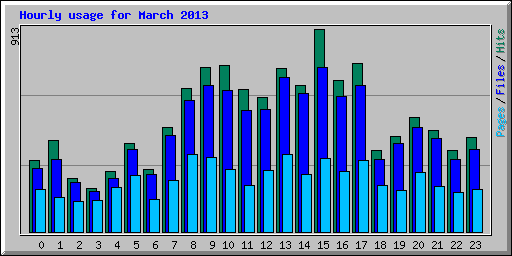 Hourly usage for March 2013
913
Pages / Files / Hits
0 1 2 3 4 5 6 7 8 9 10 11 12 13 14 15 16 17 18 19 20 21 22 23